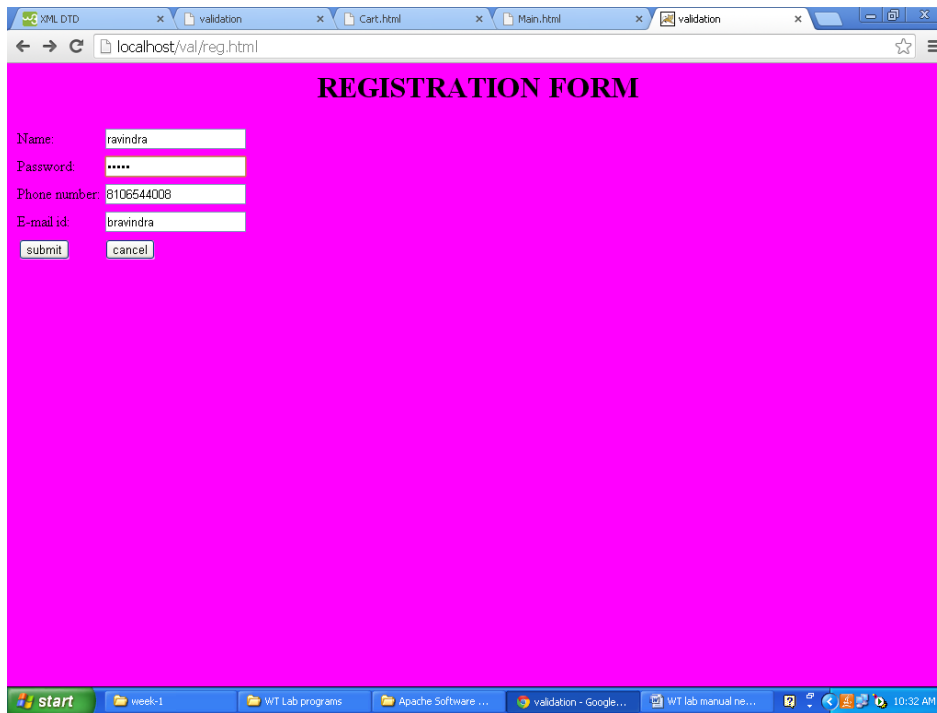 XML DTD validation Cart.html Main.html validation
localhost/val/reg.html
REGISTRATION FORM
Name: ravindra
Password: •••••
Phone number: 8106544008
E-mail id: bravindra
submit cancel
start week-1 WT Lab programs Apache Software ... validation - Google... WT lab manual ne... 10:32 AM